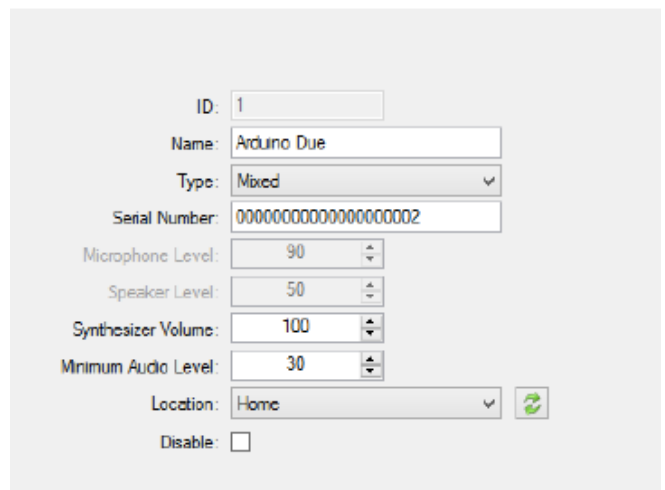 ID: 1
Name: Arduino Due
Type: Mixed
Serial Number: 00000000000000000002
Microphone Level: 90
Speaker Level: 50
Synthesizer Volume: 100
Minimum Audio Level: 30
Location: Home
Disable: